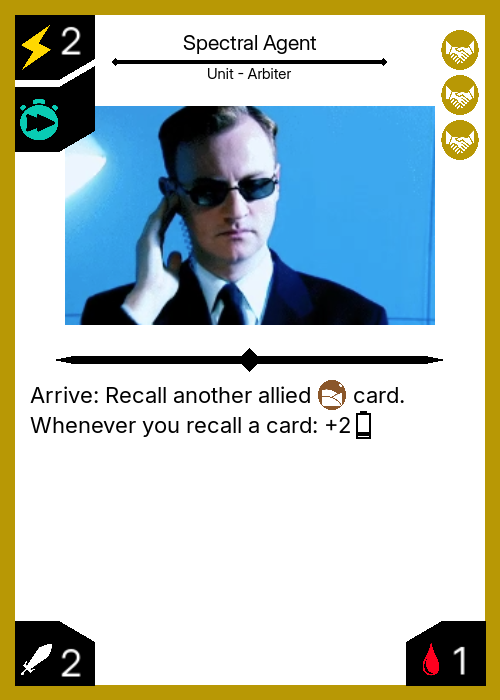 2
Spectral Agent
Unit - Arbiter
Arrive: Recall another allied card.
Whenever you recall a card: +2
2
1